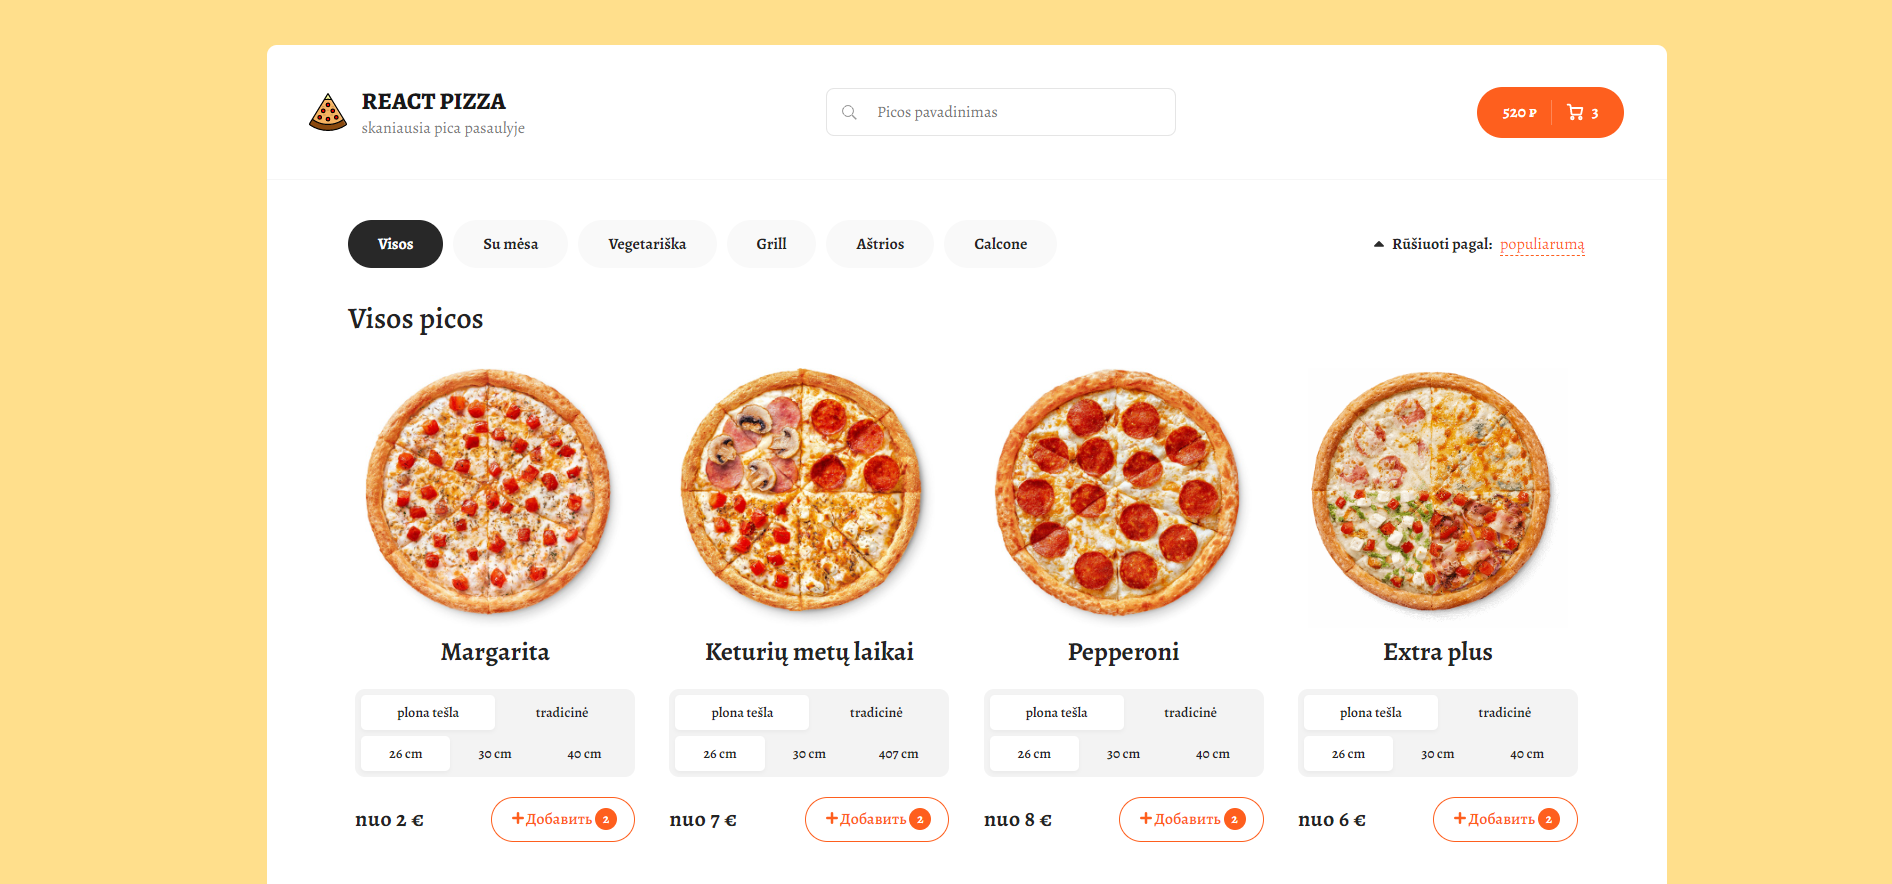 REACT PIZZA
skaniausia pica pasaulyje
Picos pavadinimas
520 ₽ 3
Visos Su mėsa Vegetariška Grill Aštrios Calcone
Rūšiuoti pagal: populiarumą
Visos picos
Margarita Keturių metų laikai Pepperoni Extra plus
plona tešla tradicinė plona tešla tradicinė plona tešla tradicinė plona tešla tradicinė
26 cm 30 cm 40 cm 26 cm 30 cm 407 cm 26 cm 30 cm 40 cm 26 cm 30 cm 40 cm
nuo 2 € +Добавить 2 nuo 7 € +Добавить 2 nuo 8 € +Добавить 2 nuo 6 € +Добавить 2